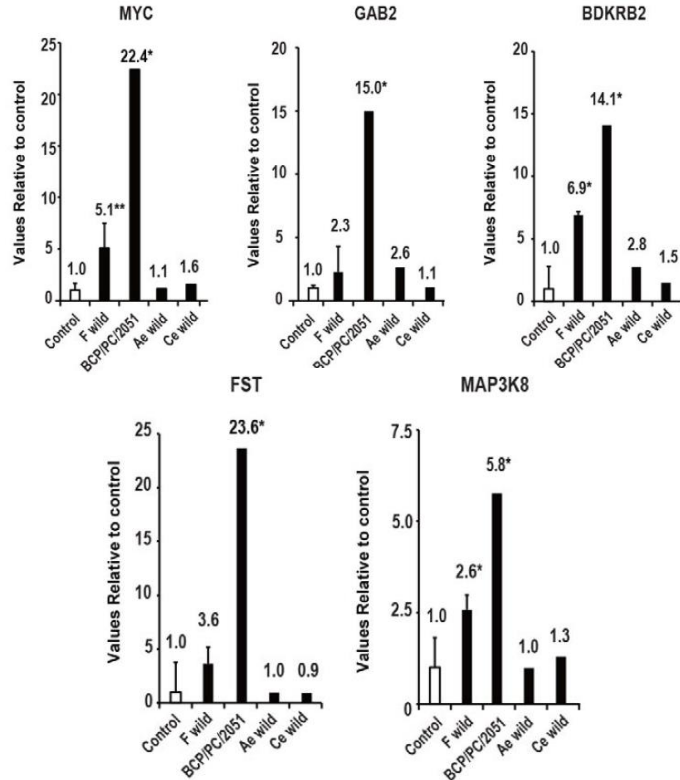 MYC
Values Relative to control
25
20
15
10
5
0
1.0
5.1**
22.4*
1.1
1.6
Control
F wild
BCP/PC/2051
Ae wild
Ce wild
GAB2
Values Relative to control
20
15
10
5
0
1.0
2.3
15.0*
2.6
1.1
Control
F wild
BCP/PC/2051
Ae wild
Ce wild
BDKRB2
Values Relative to control
20
15
10
5
0
1.0
6.9*
14.1*
2.8
1.5
Control
F wild
BCP/PC/2051
Ae wild
Ce wild
FST
Values Relative to control
25
20
15
10
5
0
1.0
3.6
23.6*
1.0
0.9
Control
F wild
BCP/PC/2051
Ae wild
Ce wild
MAP3K8
Values Relative to control
7.5
5.0
2.5
0.0
1.0
2.6*
5.8*
1.0
1.3
Control
F wild
BCP/PC/2051
Ae wild
Ce wild